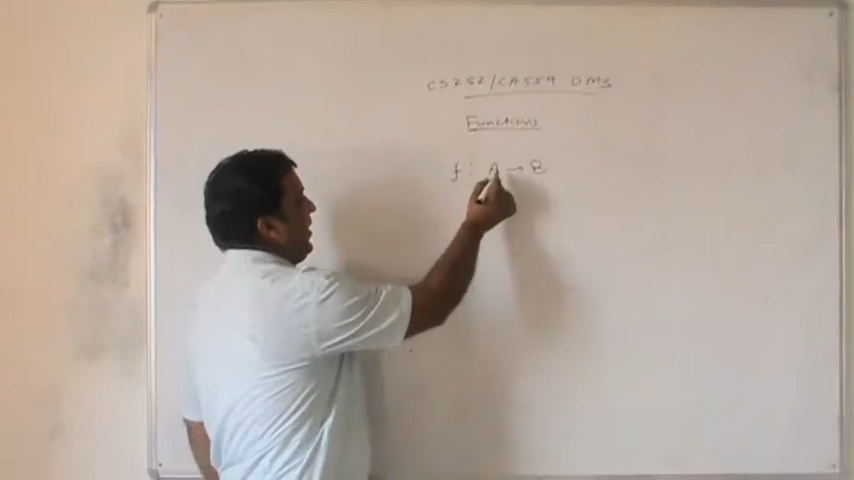 CS252/CA559 DMS
Functions
f: A → B